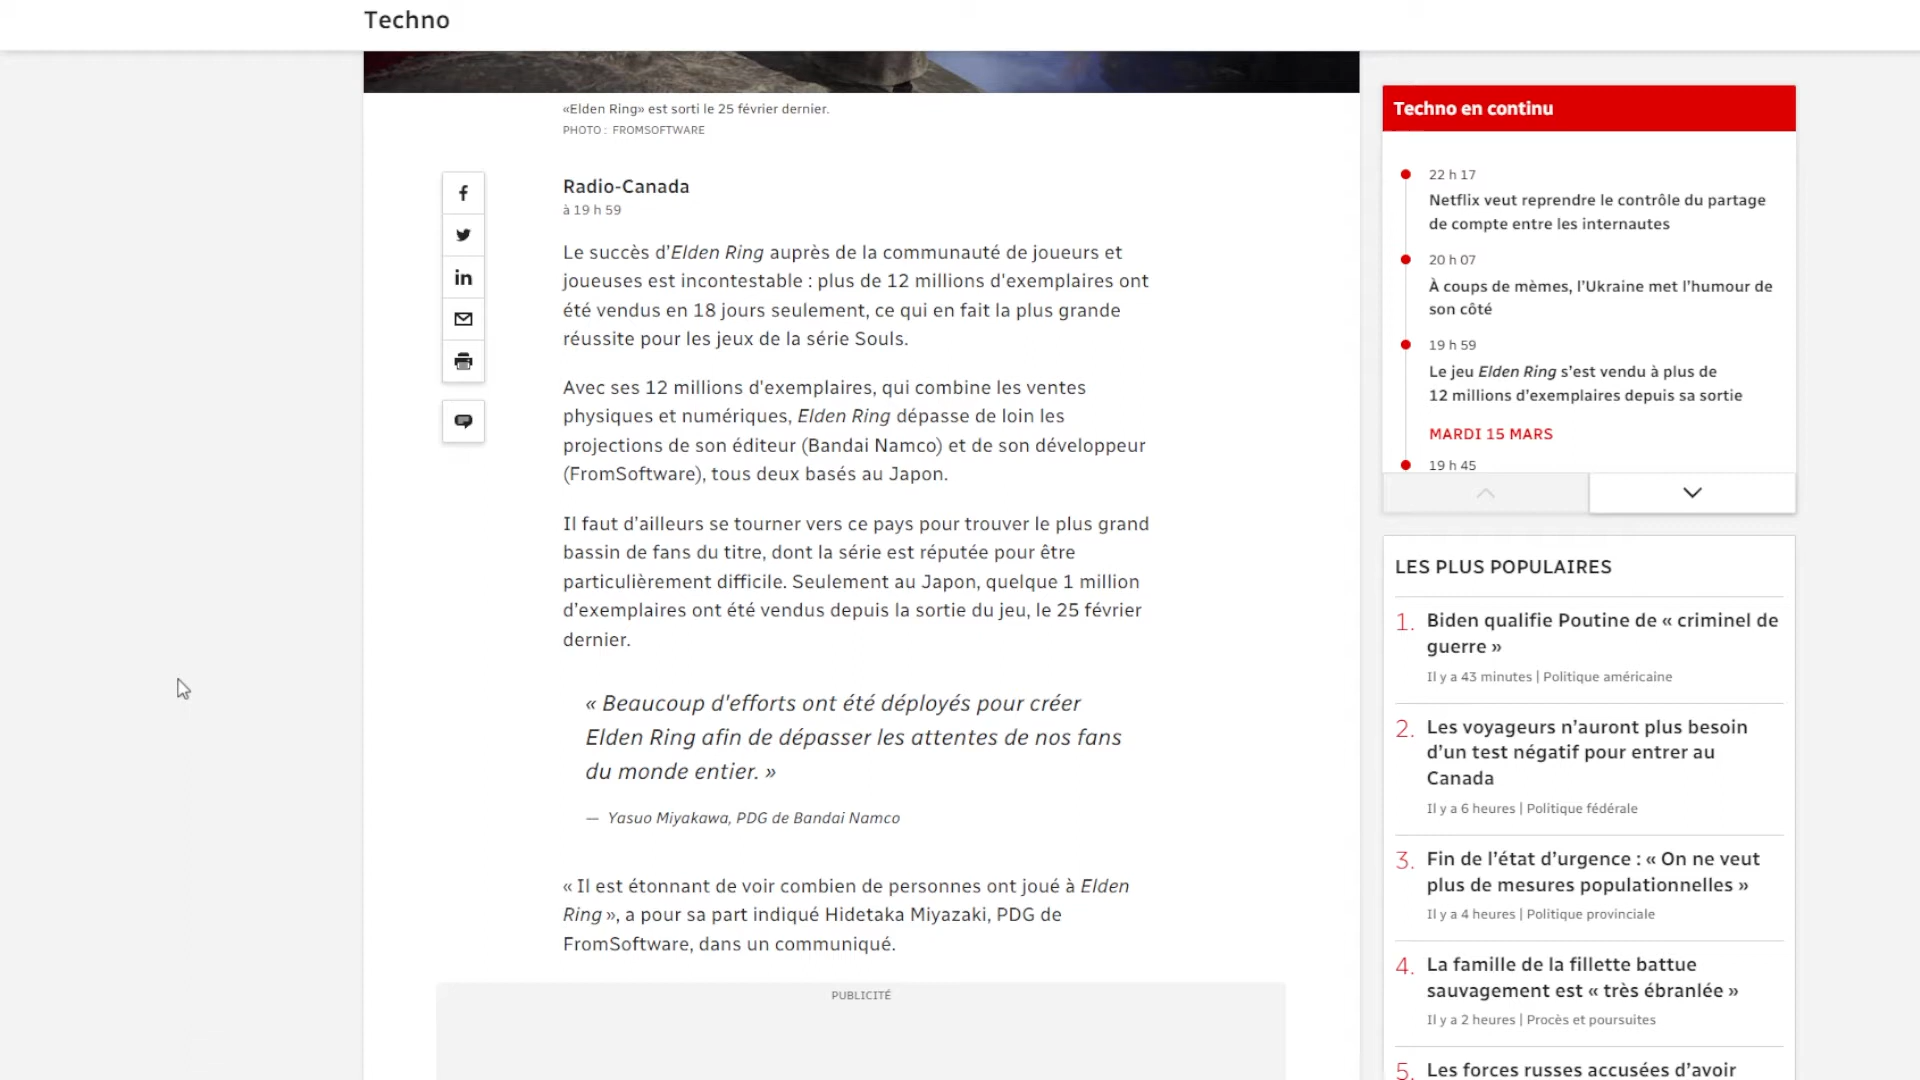 Techno
«Elden Ring» est sorti le 25 février dernier.
PHOTO : FROMSOFTWARE
Radio-Canada
à 19 h 59
Le succès d'Elden Ring auprès de la communauté de joueurs et
joueuses est incontestable : plus de 12 millions d'exemplaires ont
été vendus en 18 jours seulement, ce qui en fait la plus grande
réussite pour les jeux de la série Souls.
Avec ses 12 millions d'exemplaires, qui combine les ventes
physiques et numériques, Elden Ring dépasse de loin les
projections de son éditeur (Bandai Namco) et de son développeur
(FromSoftware), tous deux basés au Japon.
Il faut d'ailleurs se tourner vers ce pays pour trouver le plus grand
bassin de fans du titre, dont la série est réputée pour être
particulièrement difficile. Seulement au Japon, quelque 1 million
d'exemplaires ont été vendus depuis la sortie du jeu, le 25 février
dernier.
« Beaucoup d'efforts ont été déployés pour créer
Elden Ring afin de dépasser les attentes de nos fans
du monde entier. »
— Yasuo Miyakawa, PDG de Bandai Namco
« Il est étonnant de voir combien de personnes ont joué à Elden
Ring », a pour sa part indiqué Hidetaka Miyazaki, PDG de
FromSoftware, dans un communiqué.
PUBLICITÉ
Techno en continu
22 h 17
Netflix veut reprendre le contrôle du partage
de compte entre les internautes
20 h 07
À coups de mèmes, l'Ukraine met l'humour de
son côté
19 h 59
Le jeu Elden Ring s'est vendu à plus de
12 millions d'exemplaires depuis sa sortie
MARDI 15 MARS
19 h 45
LES PLUS POPULAIRES
1. Biden qualifie Poutine de « criminel de
guerre »
Il y a 43 minutes | Politique américaine
2. Les voyageurs n'auront plus besoin
d'un test négatif pour entrer au
Canada
Il y a 6 heures | Politique fédérale
3. Fin de l'état d'urgence : « On ne veut
plus de mesures populationnelles »
Il y a 4 heures | Politique provinciale
4. La famille de la fillette battue
sauvagement est « très ébranlée »
Il y a 2 heures | Procès et poursuites
5. Les forces russes accusées d'avoir